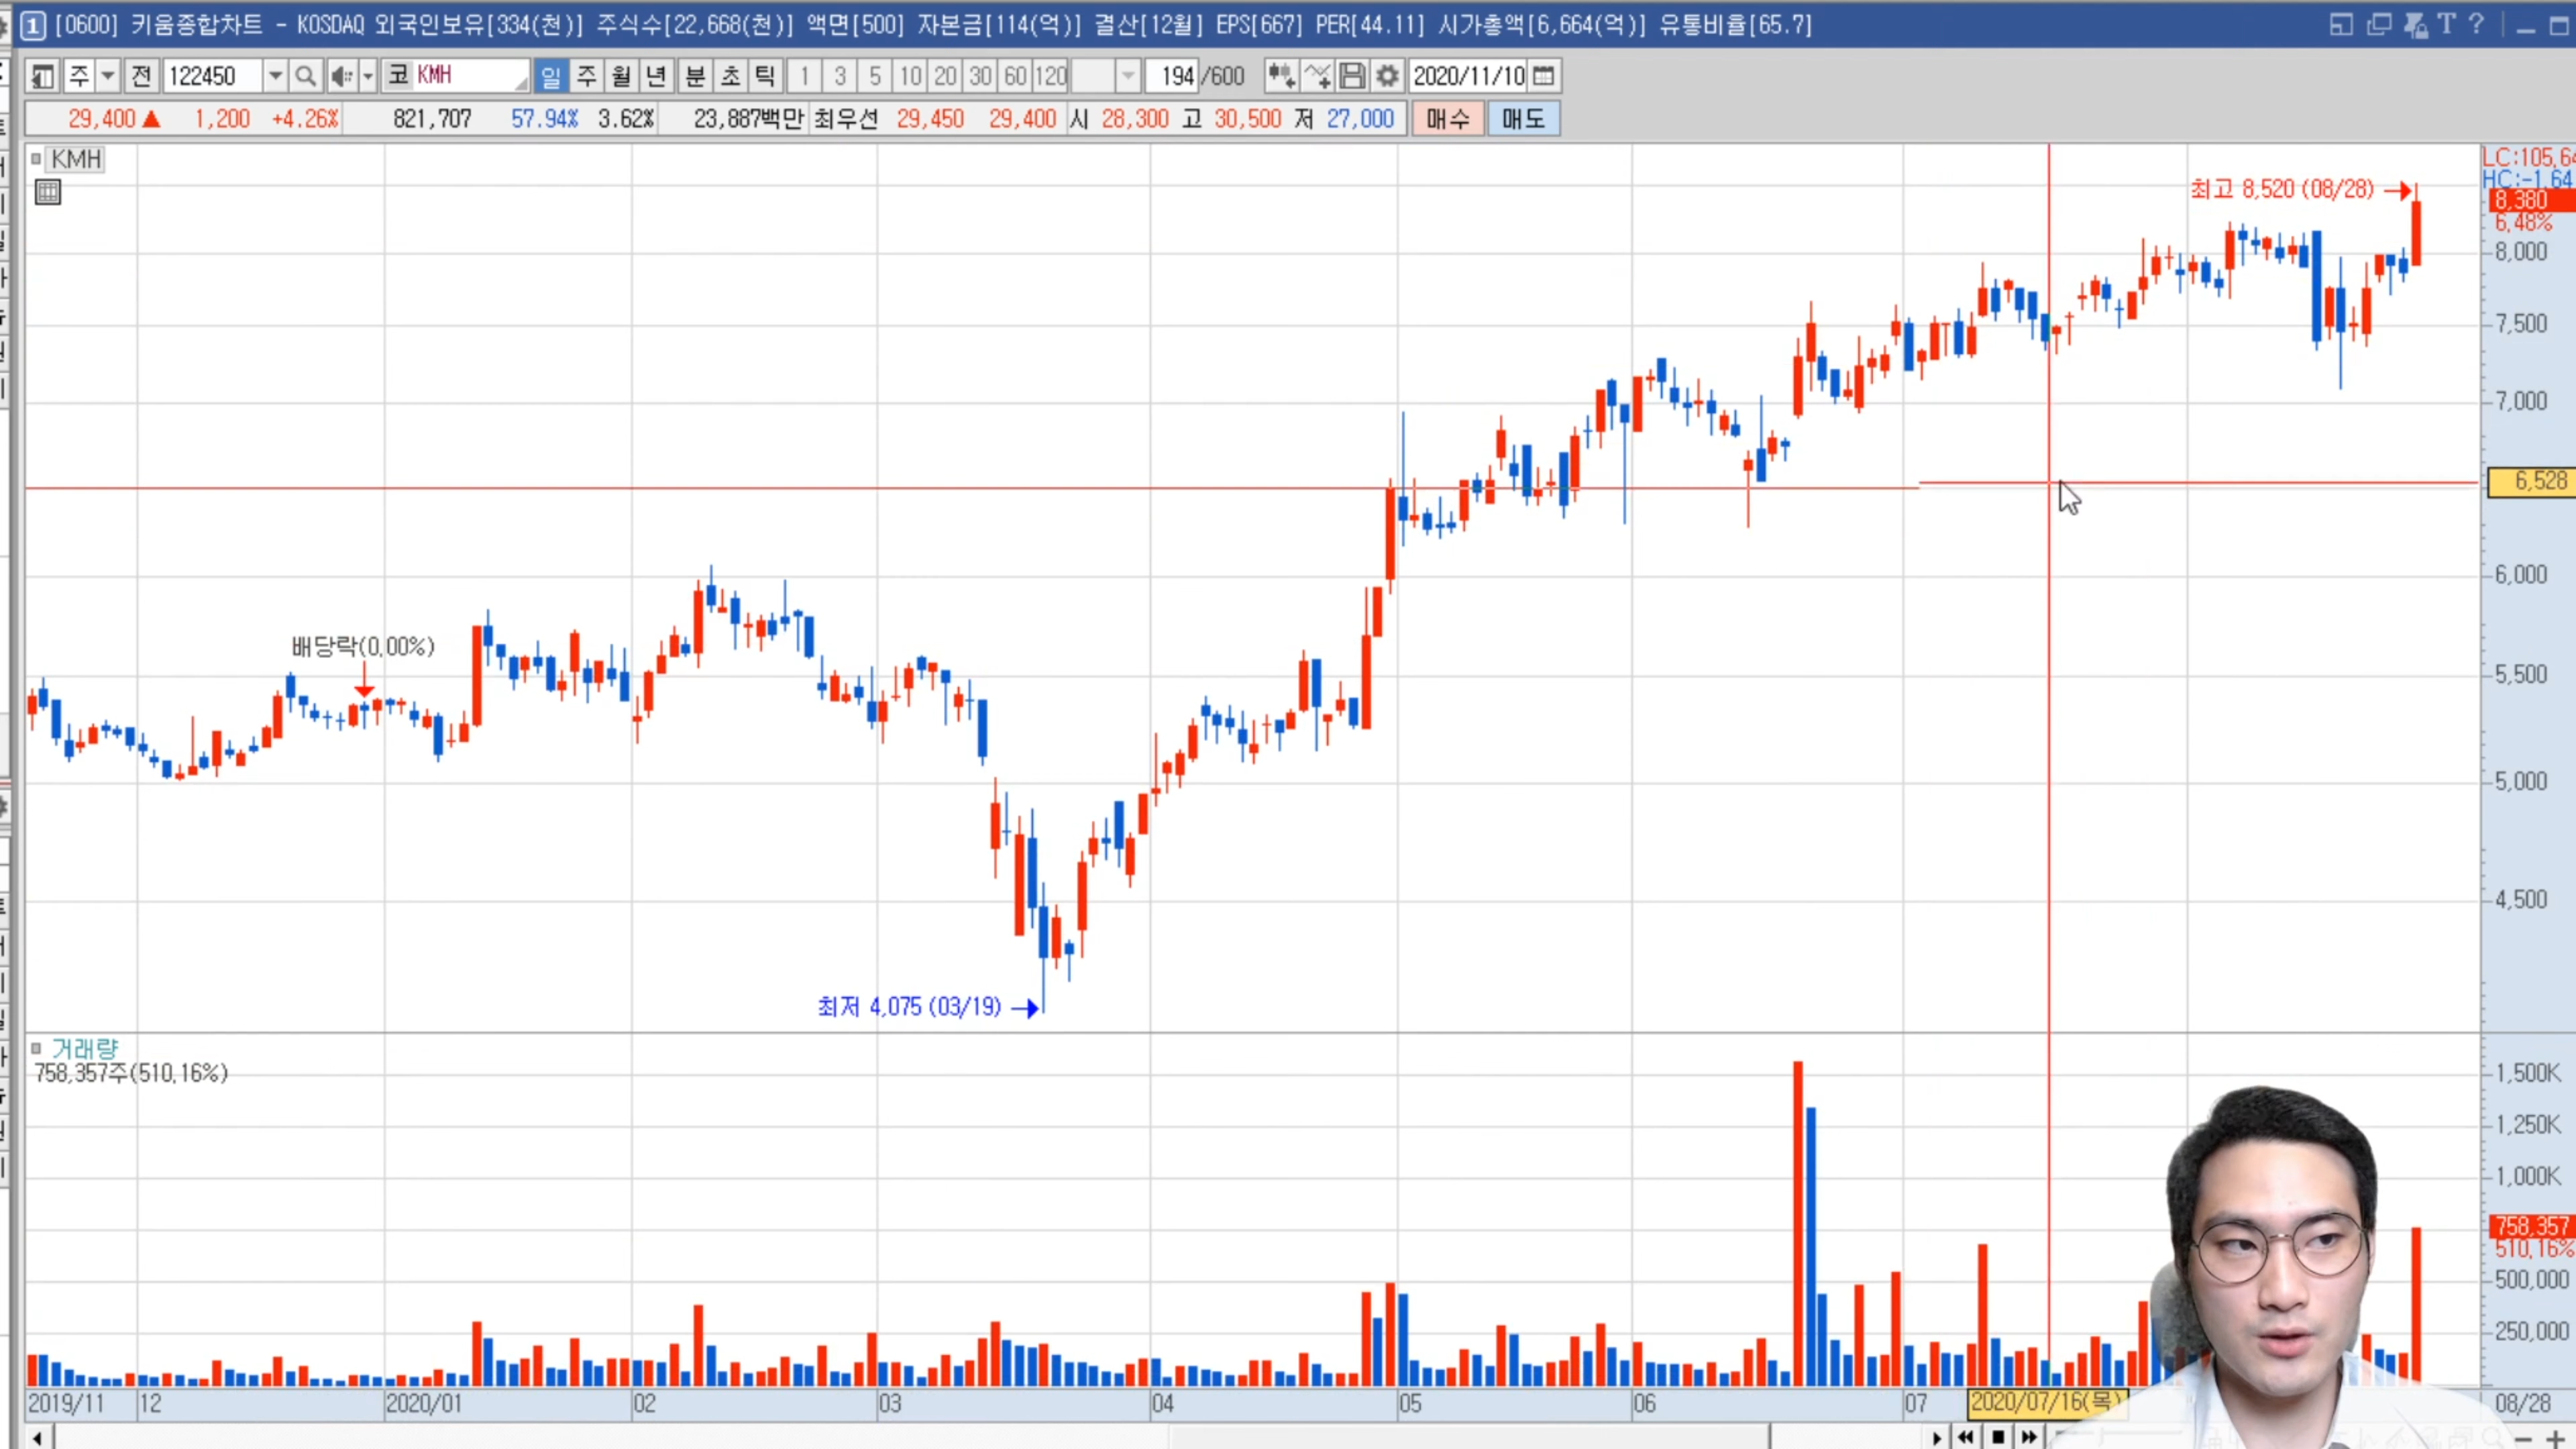 1 [0600] 키움종합차트 - KOSDAQ 외국인보유[334(천)] 주식수[22,668(천)] 액면[500] 자본금[114(억)] 결산[12월] EPS[667] PER[44.11] 시가총액[6,664(억)] 유통비율[65.7] T ?
주 전 122450 코 KMH 일 주 월 년 분 초 틱 1 3 5 10 20 30 60 120 194 /600 2020/11/10
29,400 ▲ 1,200 +4.26% 821,707 57.94% 3.62% 23,887백만 최우선 29,450 29,400 시 28,300 고 30,500 저 27,000 매수 매도
KMH
LC:105,64
HC:-1,64
최고 8,520 (08/28)
8,380
6,48%
8,000
7,500
7,000
6,528
6,000
배당락(0,00%)
5,500
5,000
4,500
최저 4,075 (03/19)
거래량
758,357주(510,16%)
1,500K
1,250K
1,000K
758,357
510,16%
500,000
250,000
2019/11 12 2020/01 02 03 04 05 06 07 2020/07/16(목) 08/28